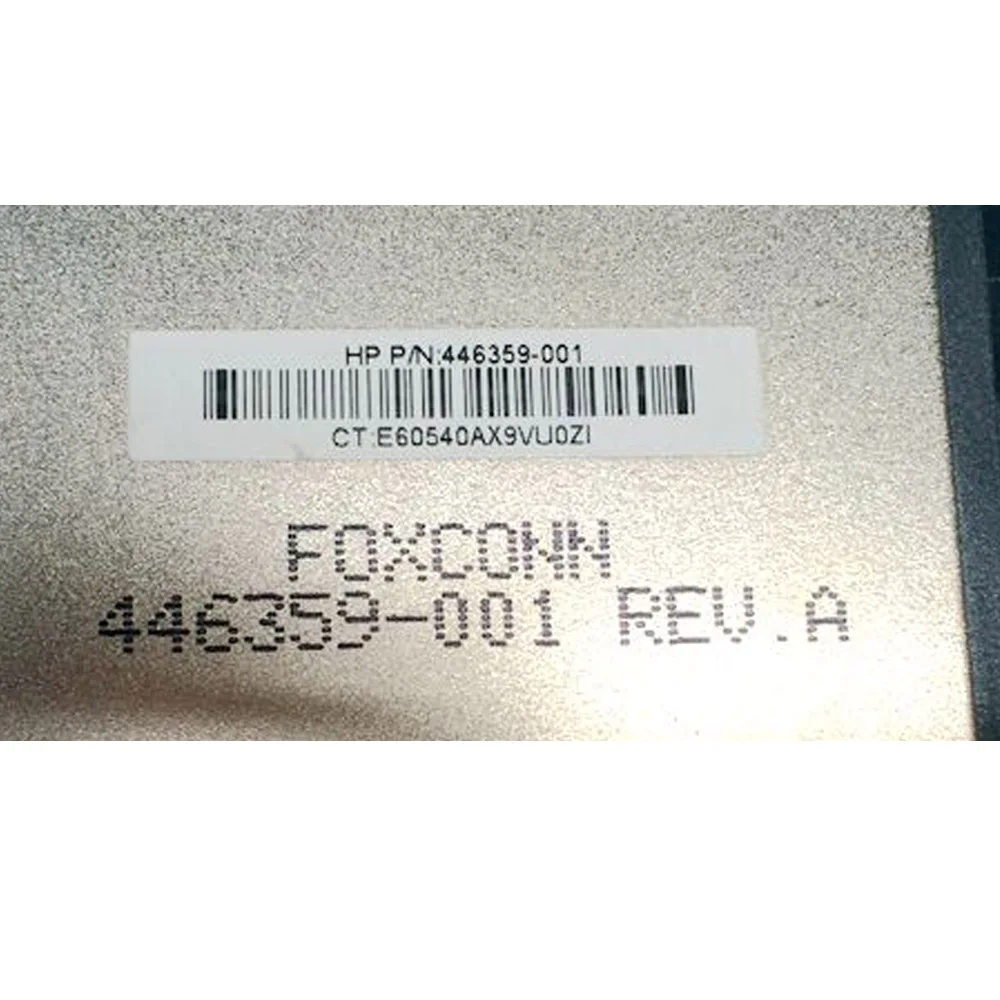 HP P/N:446359-001
CT:E60540AX9VU0ZI
FOXCONN
446359-001 REV.A